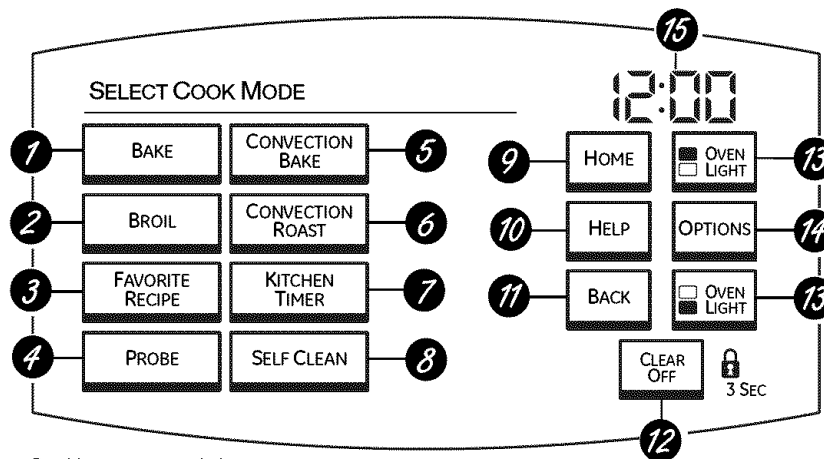 15
12:00
SELECT COOK MODE
1 BAKE CONVECTION BAKE 5
2 BROIL CONVECTION ROAST 6
3 FAVORITE RECIPE KITCHEN TIMER 7
4 PROBE SELF CLEAN 8
9 HOME OVEN LIGHT 13
10 HELP OPTIONS 14
11 BACK OVEN LIGHT 13
CLEAR OFF
3 SEC
12